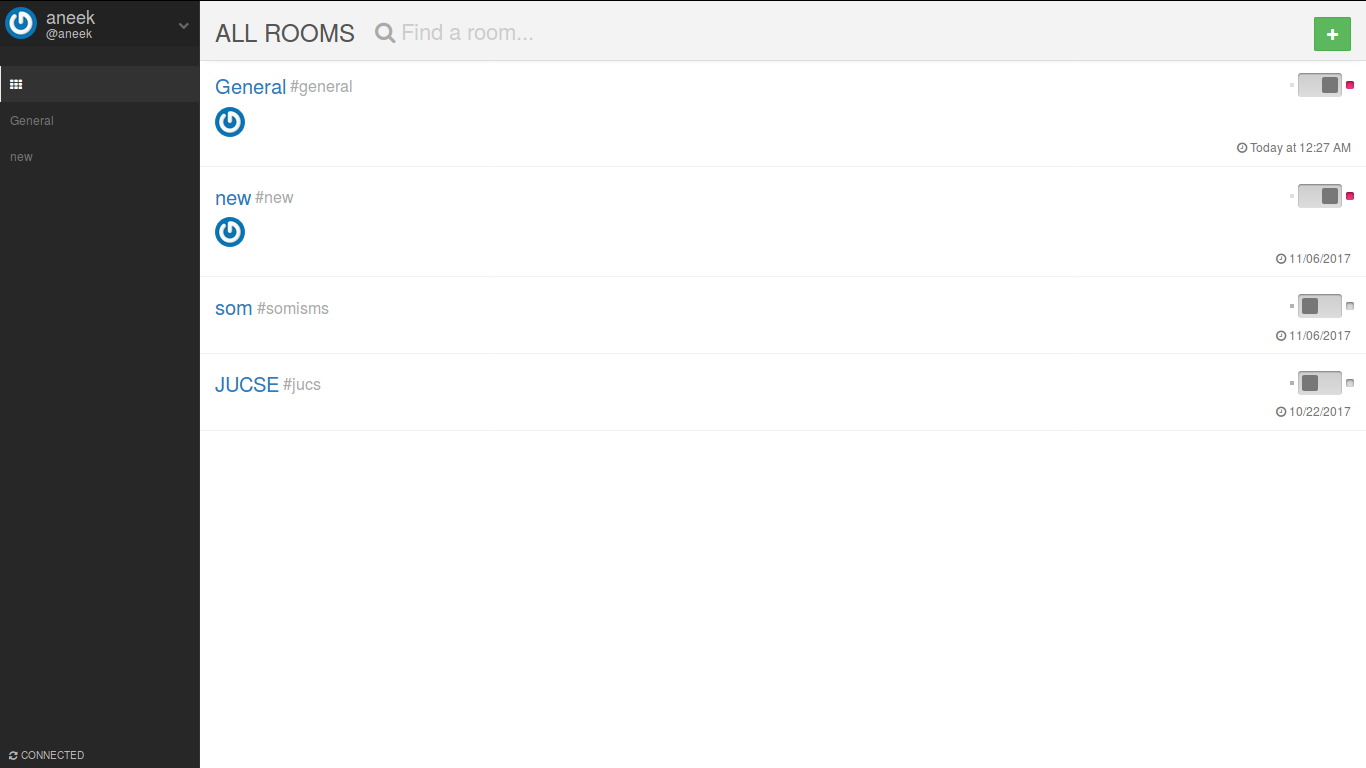 aneek
@aneek
General
new
CONNECTED
ALL ROOMS
Find a room...
General #general
Today at 12:27 AM
new #new
11/06/2017
som #somisms
11/06/2017
JUCSE #jucs
10/22/2017